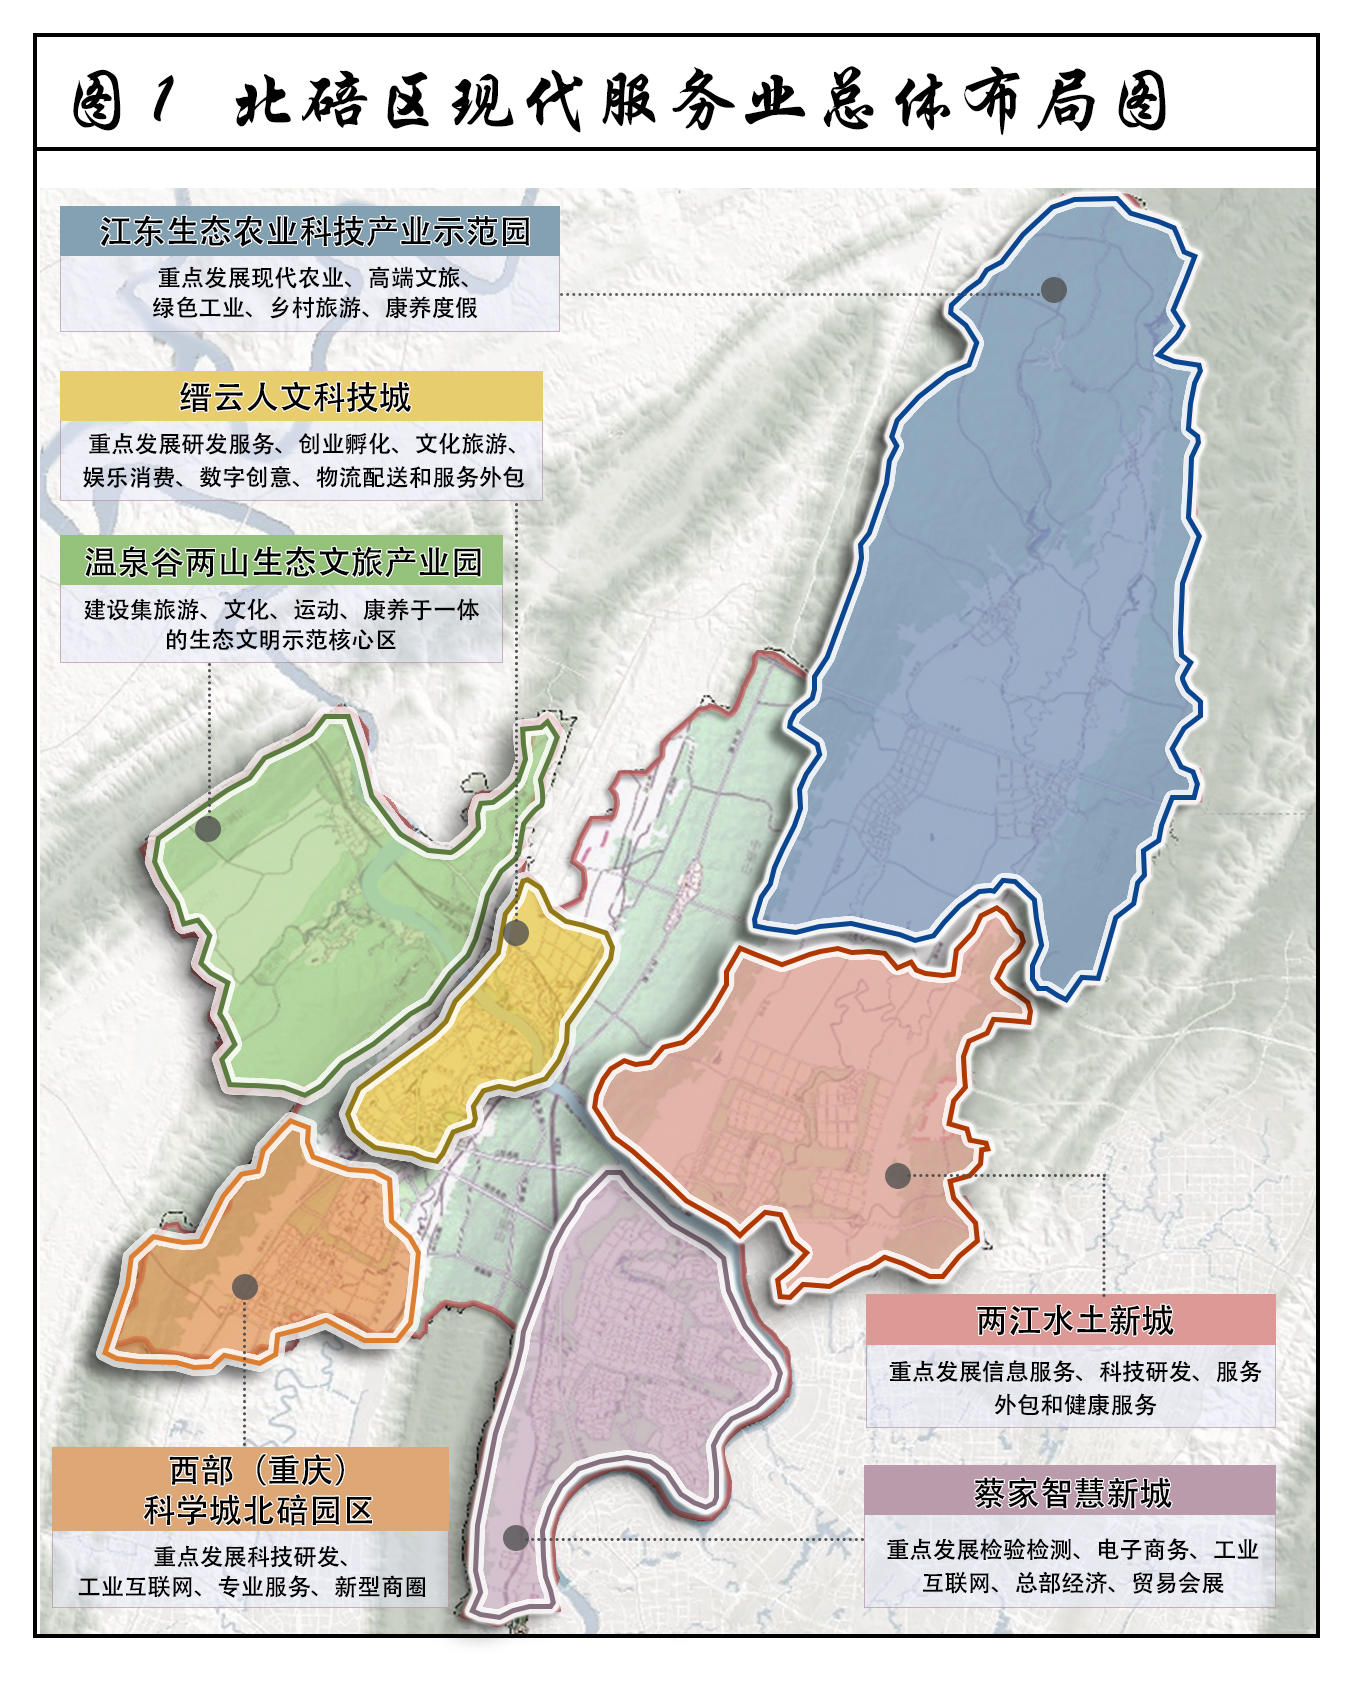 图1 北碚区现代服务业总体布局图
江东生态农业科技产业示范园
重点发展现代农业、高端文旅、
绿色工业、乡村旅游、康养度假
缙云人文科技城
重点发展研发服务、创业孵化、文化旅游、
娱乐消费、数字创意、物流配送和服务外包
温泉谷两山生态文旅产业园
建设集旅游、文化、运动、康养于一体
的生态文明示范核心区
两江水土新城
重点发展信息服务、科技研发、服务
外包和健康服务
西部（重庆）
科学城北碚园区
重点发展科技研发、
工业互联网、专业服务、新型商圈
蔡家智慧新城
重点发展检验检测、电子商务、工业
互联网、总部经济、贸易会展